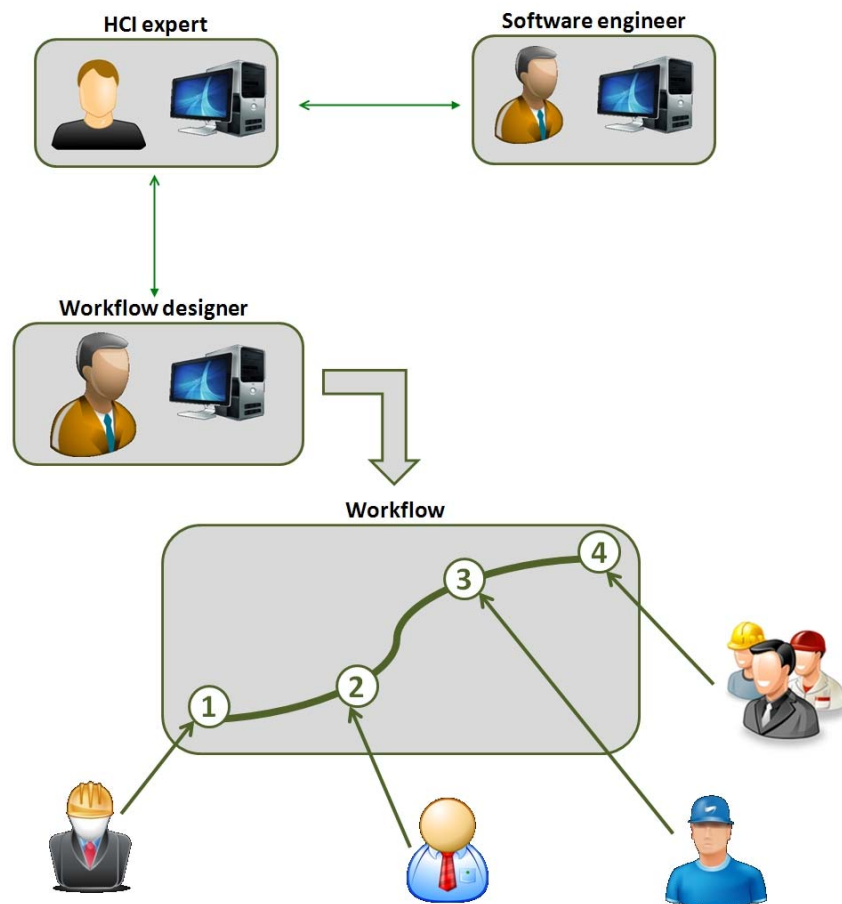 HCI expert
Software engineer
Workflow designer
Workflow
4
3
2
1